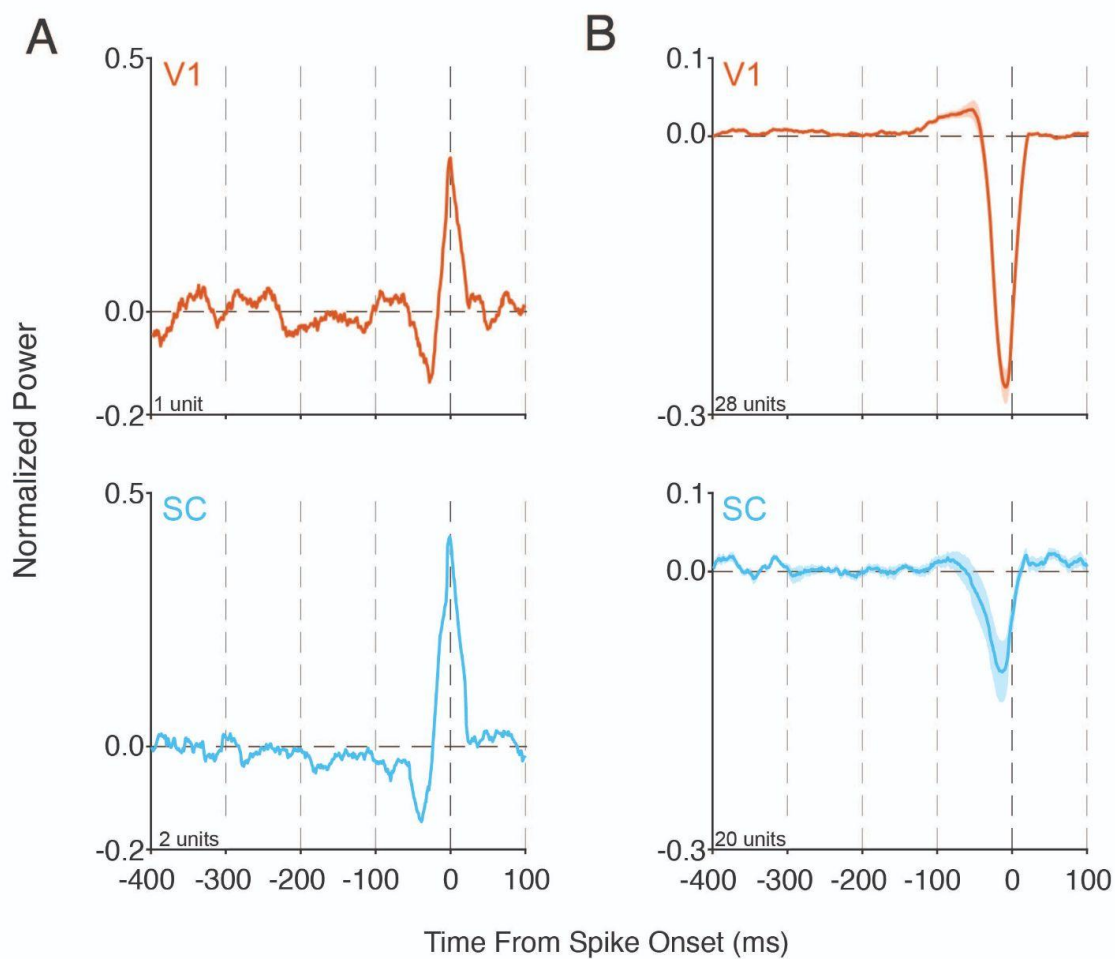 A
B
0.5
V1
0.0
-0.2
1 unit
0.1
V1
0.0
-0.3
28 units
Normalized Power
0.5
SC
0.0
-0.2
2 units
-400 -300 -200 -100 0 100
0.1
SC
0.0
-0.3
20 units
-400 -300 -200 -100 0 100
Time From Spike Onset (ms)